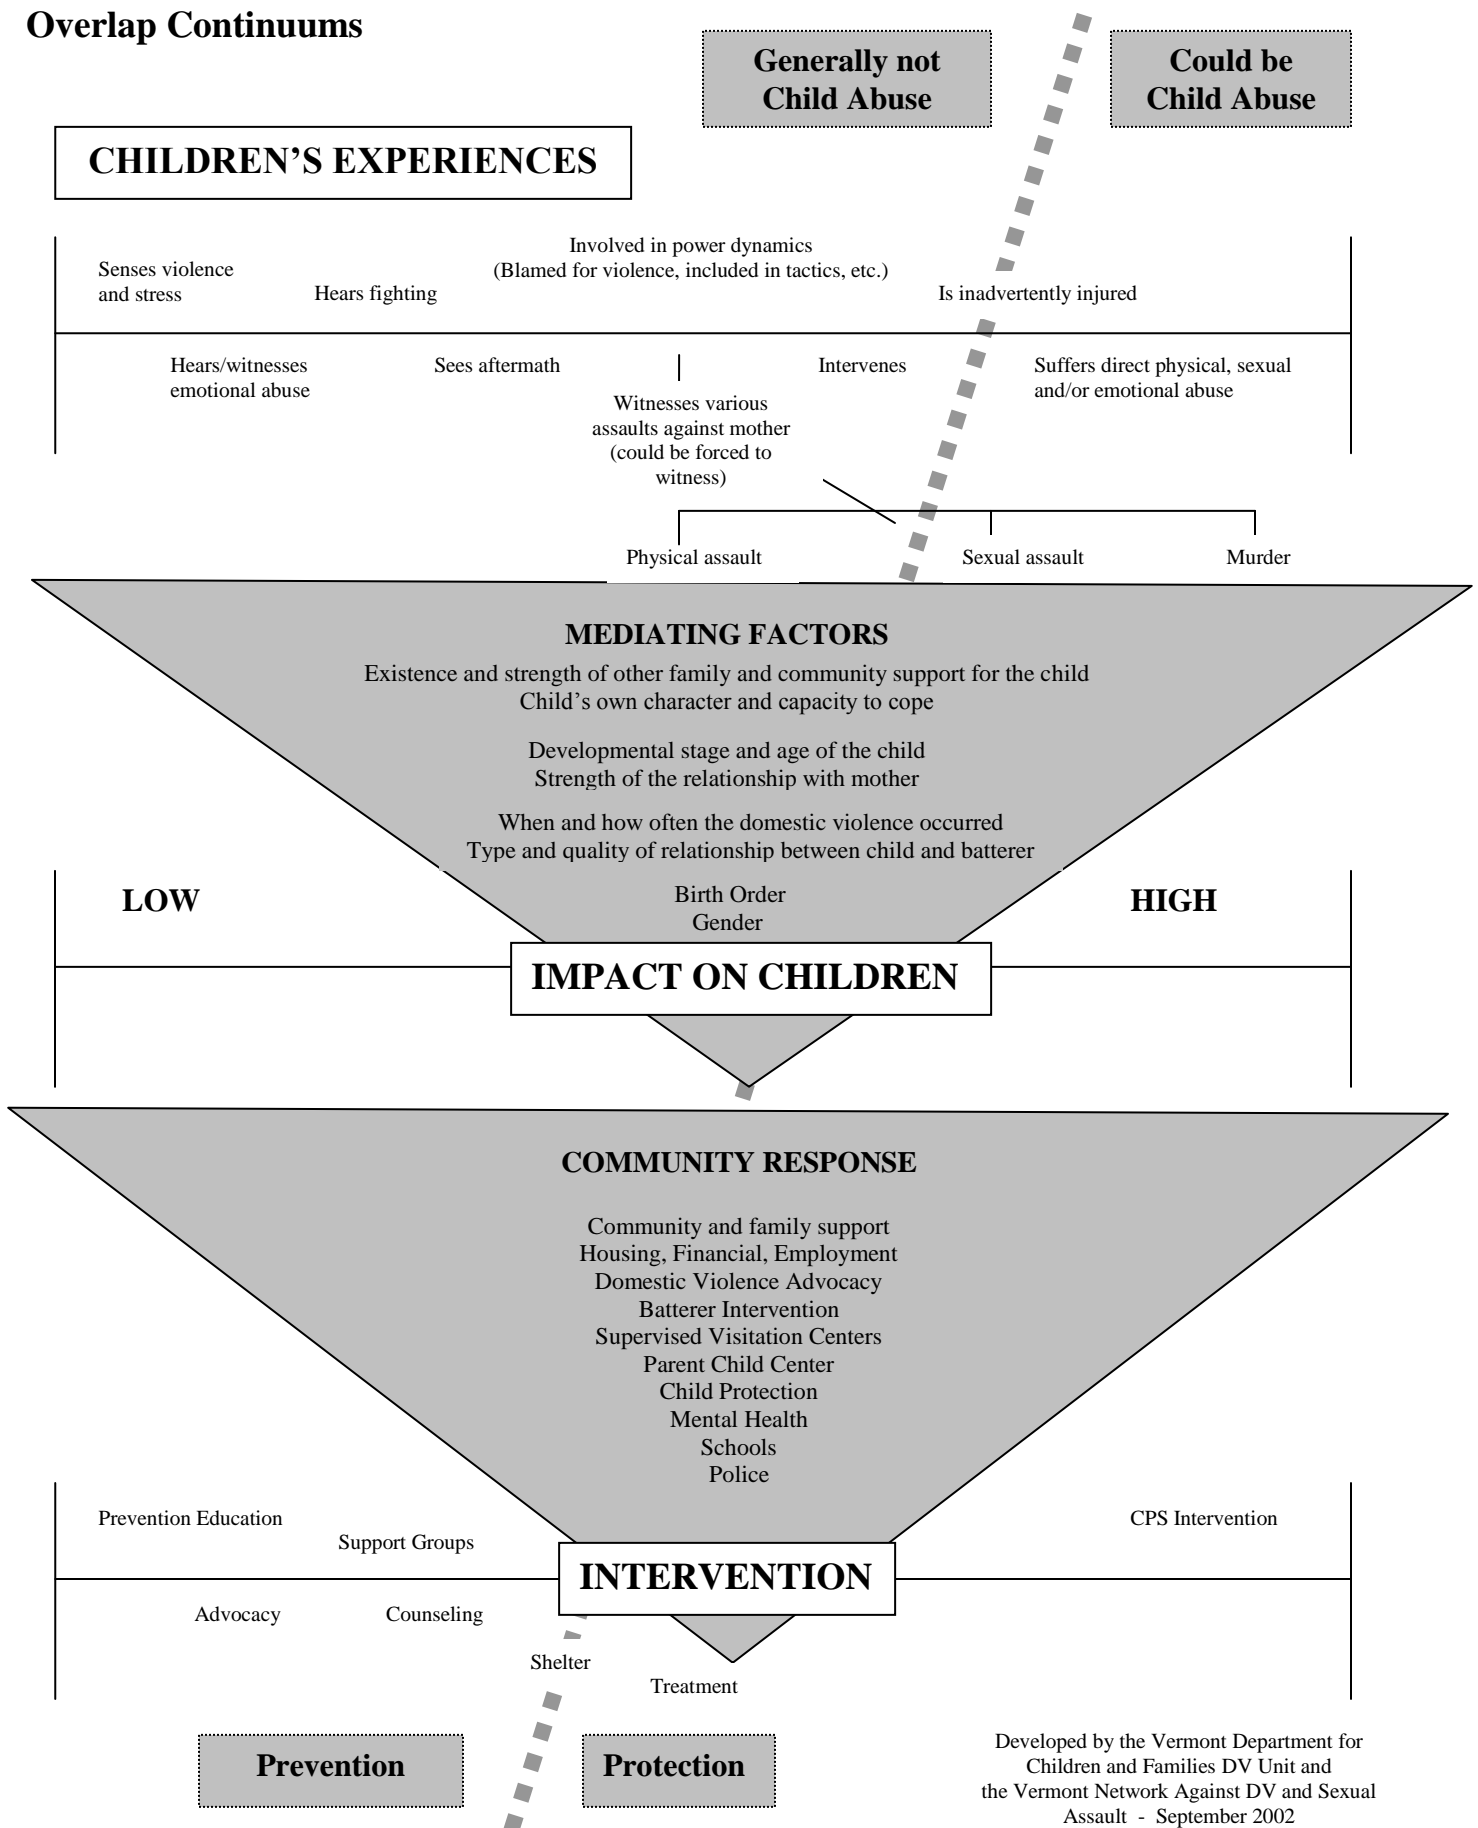 Overlap Continuums
Generally not
Child Abuse
Could be
Child Abuse
CHILDREN’S EXPERIENCES
Involved in power dynamics
(Blamed for violence, included in tactics, etc.)
Senses violence
and stress
Hears fighting
Is inadvertently injured
Hears/witnesses
emotional abuse
Sees aftermath
Intervenes
Suffers direct physical, sexual
and/or emotional abuse
Witnesses various
assaults against mother
(could be forced to
witness)
Physical assault
Sexual assault
Murder
MEDIATING FACTORS
Existence and strength of other family and community support for the child
Child’s own character and capacity to cope
Developmental stage and age of the child
Strength of the relationship with mother
When and how often the domestic violence occurred
Type and quality of relationship between child and batterer
Birth Order
Gender
LOW
HIGH
IMPACT ON CHILDREN
COMMUNITY RESPONSE
Community and family support
Housing, Financial, Employment
Domestic Violence Advocacy
Batterer Intervention
Supervised Visitation Centers
Parent Child Center
Child Protection
Mental Health
Schools
Police
Prevention Education
Support Groups
CPS Intervention
INTERVENTION
Advocacy
Counseling
Shelter
Treatment
Prevention
Protection
Developed by the Vermont Department for
Children and Families DV Unit and
the Vermont Network Against DV and Sexual
Assault - September 2002